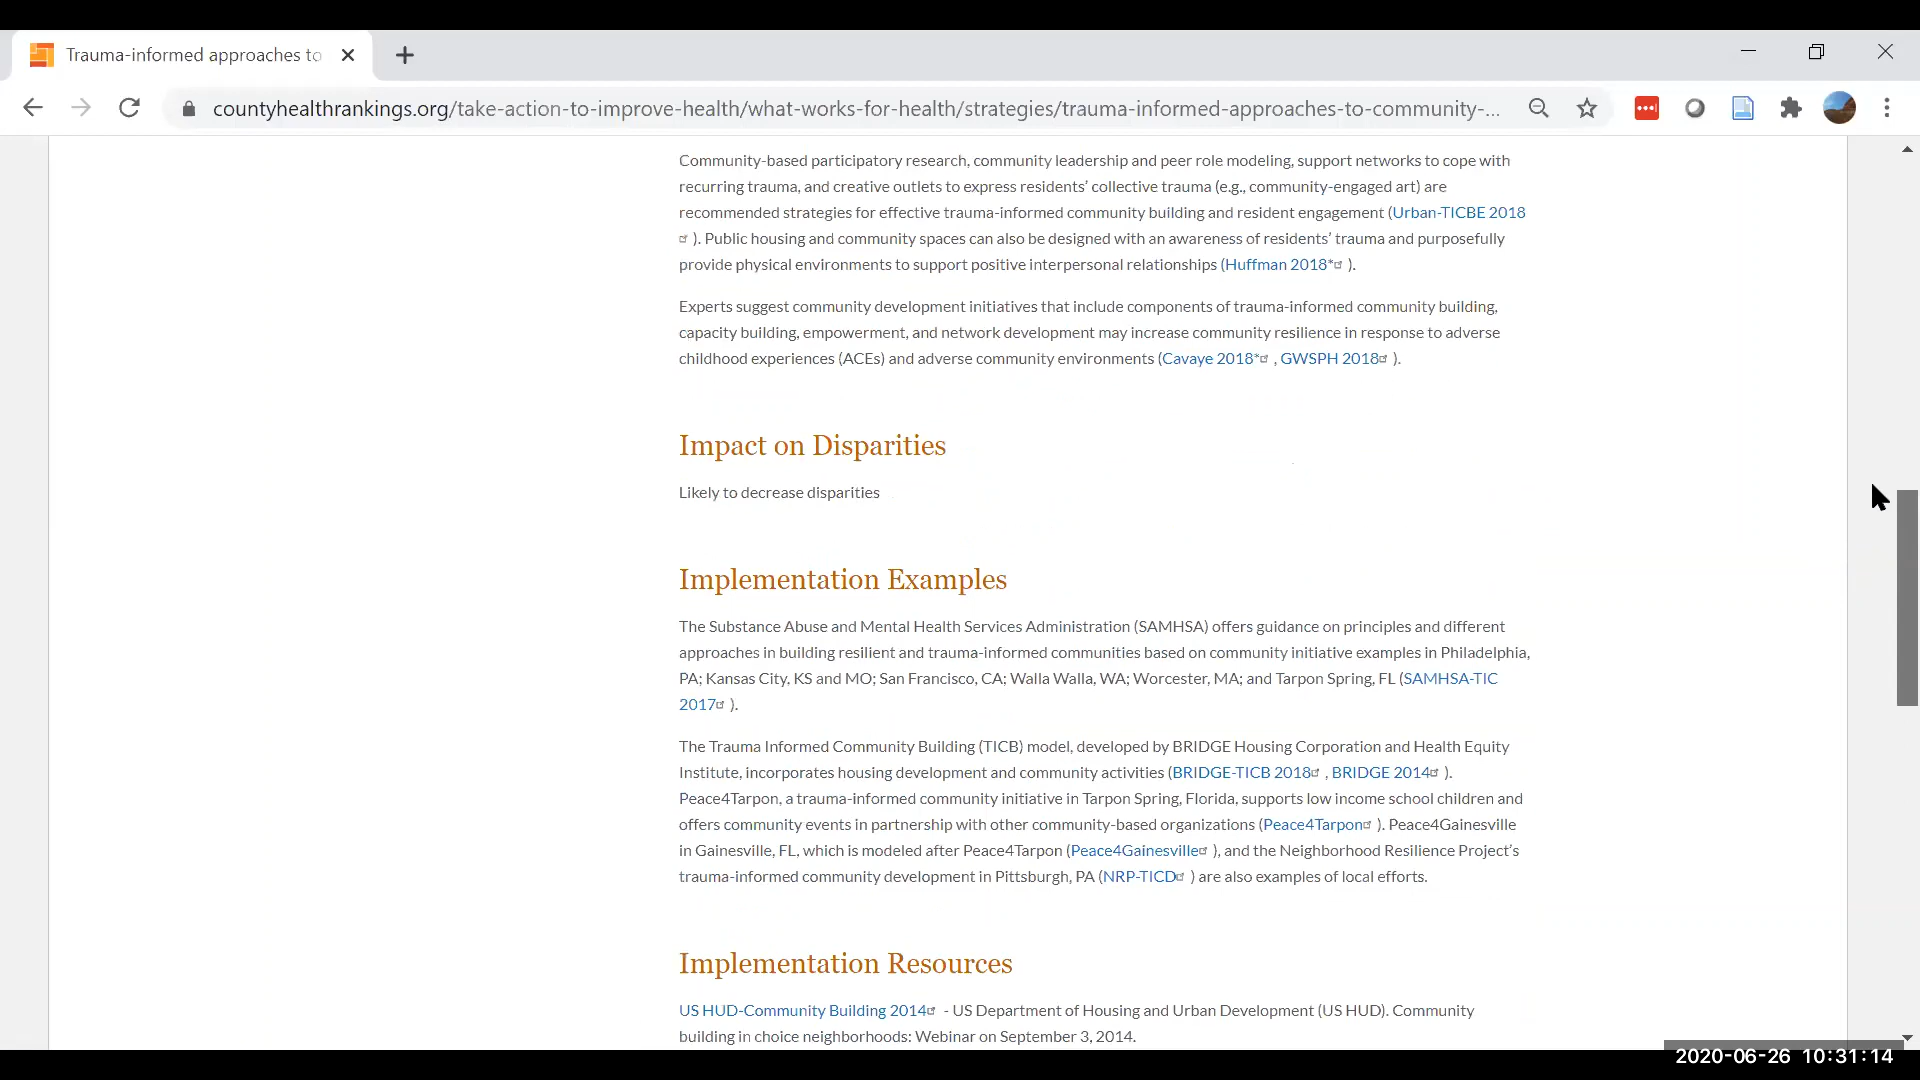 Trauma-informed approaches to
countyhealthrankings.org/take-action-to-improve-health/what-works-for-health/strategies/trauma-informed-approaches-to-community-...
Community-based participatory research, community leadership and peer role modeling, support networks to cope with
recurring trauma, and creative outlets to express residents’ collective trauma (e.g., community-engaged art) are
recommended strategies for effective trauma-informed community building and resident engagement (Urban-TICBE 2018
). Public housing and community spaces can also be designed with an awareness of residents’ trauma and purposefully
provide physical environments to support positive interpersonal relationships (Huffman 2018* ).
Experts suggest community development initiatives that include components of trauma-informed community building,
capacity building, empowerment, and network development may increase community resilience in response to adverse
childhood experiences (ACEs) and adverse community environments (Cavaye 2018* , GWSPH 2018 ).
Impact on Disparities
Likely to decrease disparities
Implementation Examples
The Substance Abuse and Mental Health Services Administration (SAMHSA) offers guidance on principles and different
approaches in building resilient and trauma-informed communities based on community initiative examples in Philadelphia,
PA; Kansas City, KS and MO; San Francisco, CA; Walla Walla, WA; Worcester, MA; and Tarpon Spring, FL (SAMHSA-TIC
2017 ).
The Trauma Informed Community Building (TICB) model, developed by BRIDGE Housing Corporation and Health Equity
Institute, incorporates housing development and community activities (BRIDGE-TICB 2018 , BRIDGE 2014 ).
Peace4Tarpon, a trauma-informed community initiative in Tarpon Spring, Florida, supports low income school children and
offers community events in partnership with other community-based organizations (Peace4Tarpon ). Peace4Gainesville
in Gainesville, FL, which is modeled after Peace4Tarpon (Peace4Gainesville ), and the Neighborhood Resilience Project’s
trauma-informed community development in Pittsburgh, PA (NRP-TICD ) are also examples of local efforts.
Implementation Resources
US HUD-Community Building 2014 - US Department of Housing and Urban Development (US HUD). Community
building in choice neighborhoods: Webinar on September 3, 2014.
2020-06-26 10:31:14